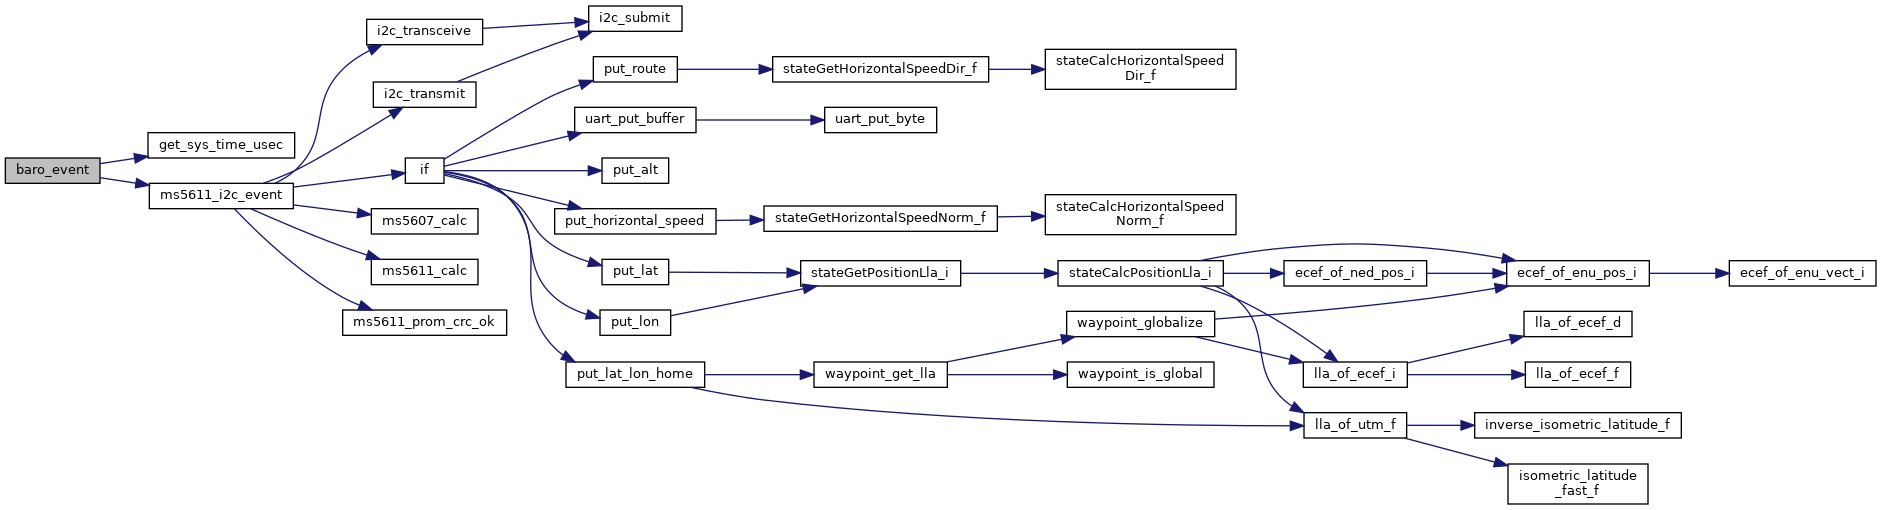 baro_event
get_sys_time_usec
ms5611_i2c_event
i2c_transceive
i2c_transmit
if
ms5607_calc
ms5611_calc
ms5611_prom_crc_ok
i2c_submit
put_route
uart_put_buffer
put_alt
put_horizontal_speed
put_lat
put_lon
put_lat_lon_home
stateGetHorizontalSpeedDir_f
uart_put_byte
stateGetHorizontalSpeedNorm_f
stateGetPositionLla_i
waypoint_get_lla
stateCalcHorizontalSpeed
Dir_f
stateCalcHorizontalSpeed
Norm_f
stateCalcPositionLla_i
waypoint_globalize
waypoint_is_global
ecef_of_ned_pos_i
lla_of_ecef_i
lla_of_utm_f
ecef_of_enu_pos_i
lla_of_ecef_d
lla_of_ecef_f
inverse_isometric_latitude_f
isometric_latitude
_fast_f
ecef_of_enu_vect_i